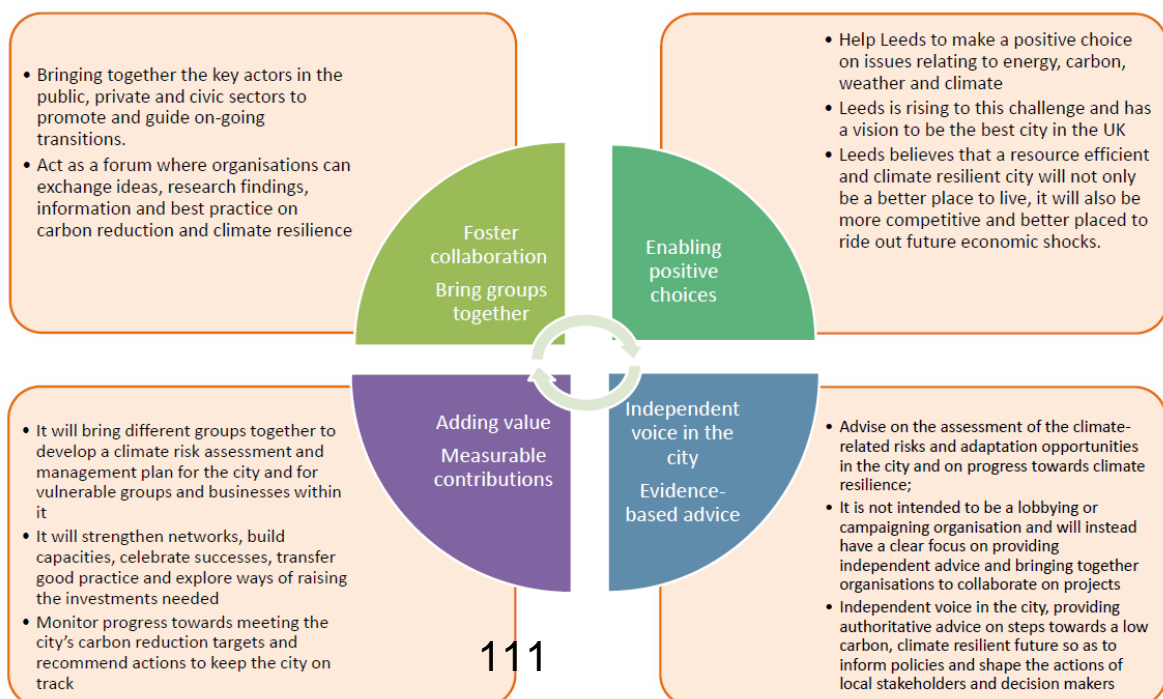 • Bringing together the key actors in the
public, private and civic sectors to
promote and guide on-going
transitions.
• Act as a forum where organisations can
exchange ideas, research findings,
information and best practice on
carbon reduction and climate resilience
• Help Leeds to make a positive choice
on issues relating to energy, carbon,
weather and climate
• Leeds is rising to this challenge and has
a vision to be the best city in the UK
• Leeds believes that a resource efficient
and climate resilient city will not only
be a better place to live, it will also be
more competitive and better placed to
ride out future economic shocks.
Foster
collaboration
Bring groups
together
Enabling
positive
choices
Adding value
Measurable
contributions
Independent
voice in the
city
Evidence-
based advice
• It will bring different groups together to
develop a climate risk assessment and
management plan for the city and for
vulnerable groups and businesses within
it
• It will strengthen networks, build
capacities, celebrate successes, transfer
good practice and explore ways of raising
the investments needed
• Monitor progress towards meeting the
city's carbon reduction targets and
recommend actions to keep the city on
track
• Advise on the assessment of the climate-
related risks and adaptation opportunities
in the city and on progress towards climate
resilience;
• It is not intended to be a lobbying or
campaigning organisation and will instead
have a clear focus on providing
independent advice and bringing together
organisations to collaborate on projects
• Independent voice in the city, providing
authoritative advice on steps towards a low
carbon, climate resilient future so as to
inform policies and shape the actions of
local stakeholders and decision makers
111